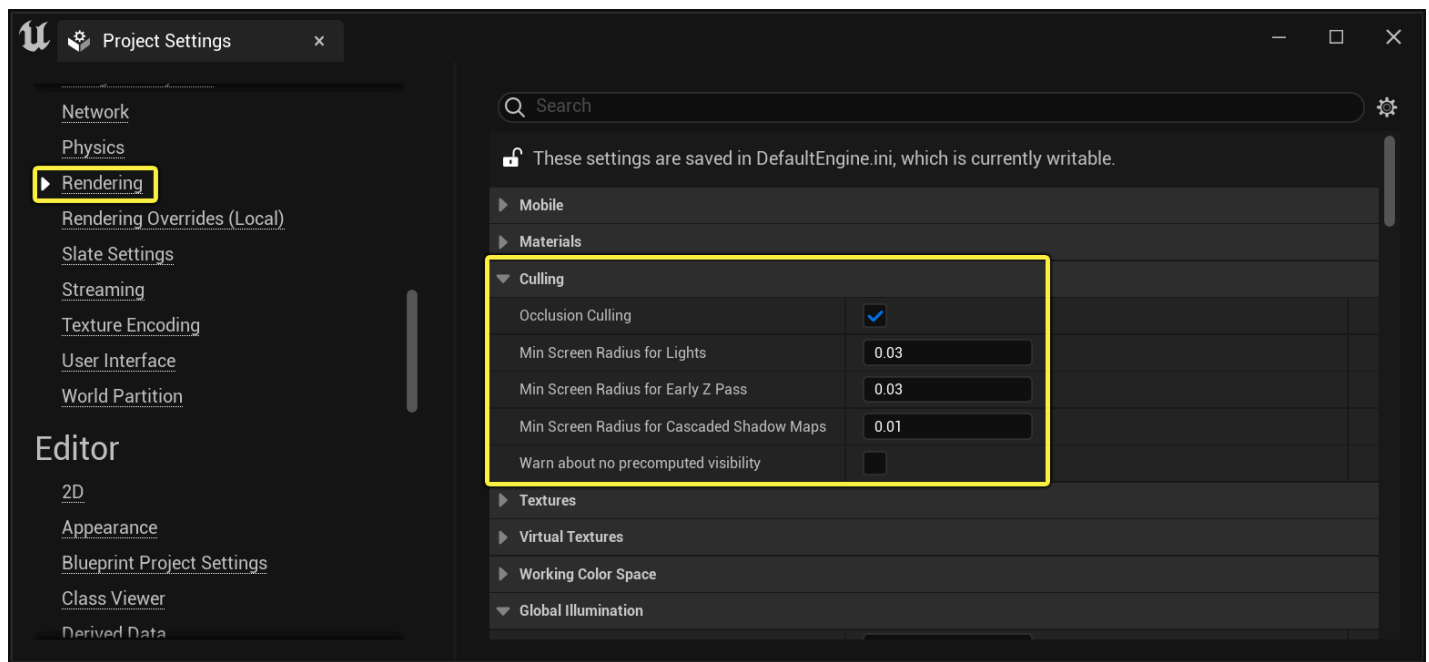 Project Settings
Network
Physics
Rendering
Rendering Overrides (Local)
Slate Settings
Streaming
Texture Encoding
User Interface
World Partition
Editor
2D
Appearance
Blueprint Project Settings
Class Viewer
Derived Data
Search
These settings are saved in DefaultEngine.ini, which is currently writable.
Mobile
Materials
Culling
Occlusion Culling
Min Screen Radius for Lights 0.03
Min Screen Radius for Early Z Pass 0.03
Min Screen Radius for Cascaded Shadow Maps 0.01
Warn about no precomputed visibility
Textures
Virtual Textures
Working Color Space
Global Illumination